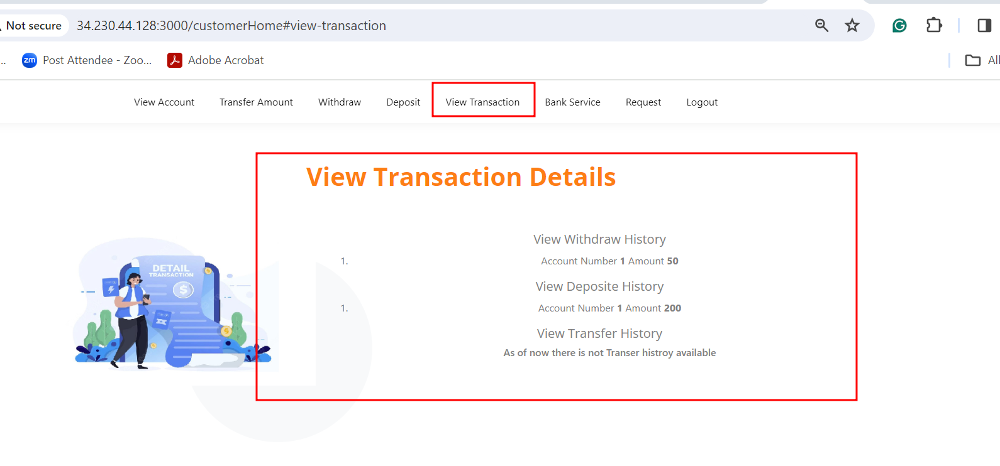 Not secure 34.230.44.128:3000/customerHome#view-transaction
.. zm Post Attendee - Zoo... Adobe Acrobat All
View Account Transfer Amount Withdraw Deposit View Transaction Bank Service Request Logout
View Transaction Details
View Withdraw History
1. Account Number 1 Amount 50
View Deposite History
1. Account Number 1 Amount 200
View Transfer History
As of now there is not Transer histroy available
DETAIL
TRANSACTION